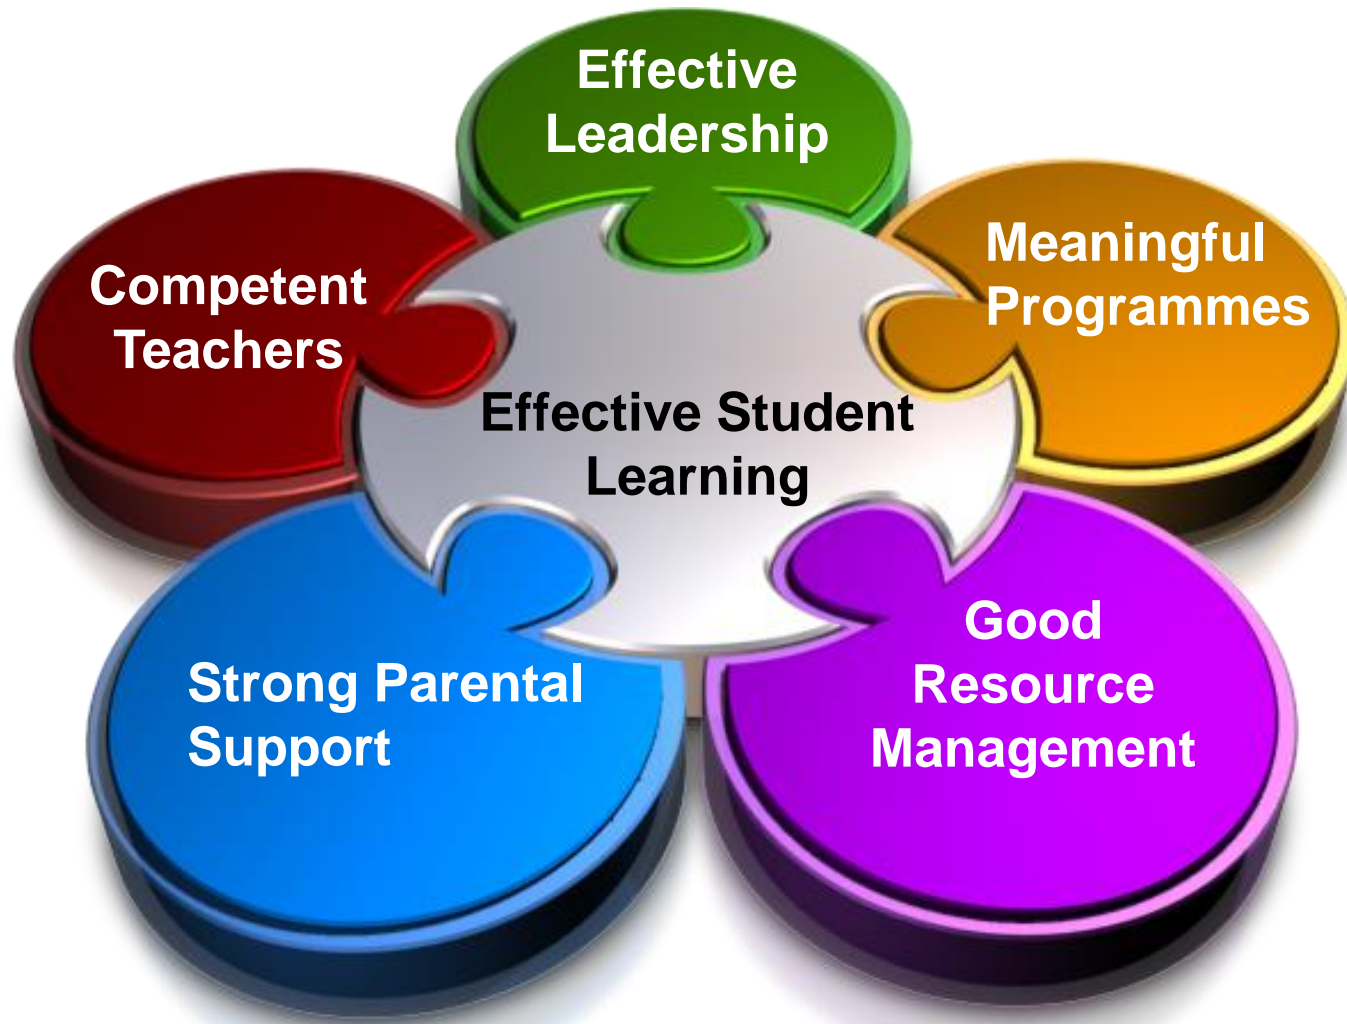 Effective
Leadership
Meaningful
Programmes
Competent
Teachers
Effective Student
Learning
Good
Resource
Management
Strong Parental
Support